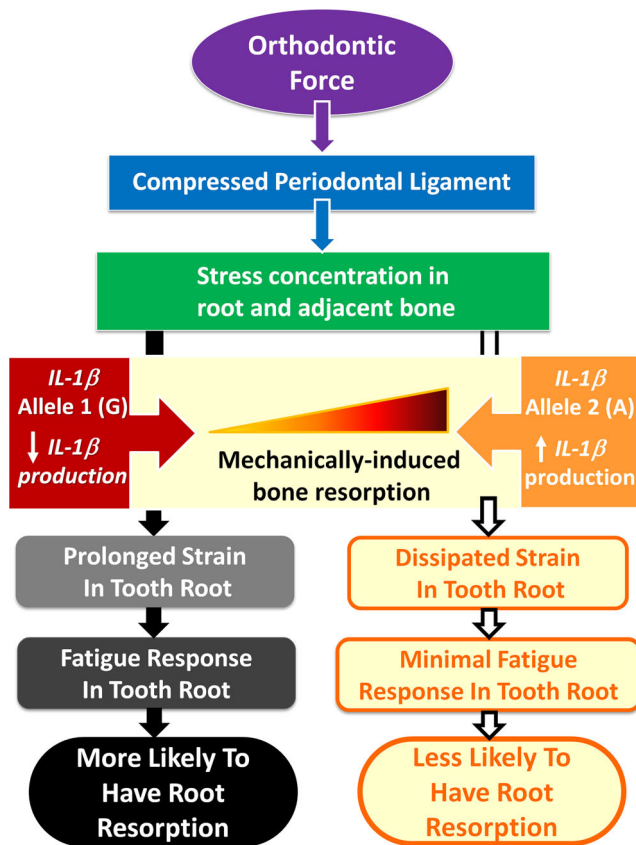 Orthodontic
Force
Compressed Periodontal Ligament
Stress concentration in
root and adjacent bone
IL-1β
Allele 1 (G)
↓ IL-1β
production
Mechanically-induced
bone resorption
IL-1β
Allele 2 (A)
↑ IL-1β
production
Prolonged Strain
In Tooth Root
Dissipated Strain
In Tooth Root
Fatigue Response
In Tooth Root
Minimal Fatigue
Response In Tooth Root
More Likely To
Have Root
Resorption
Less Likely To
Have Root
Resorption